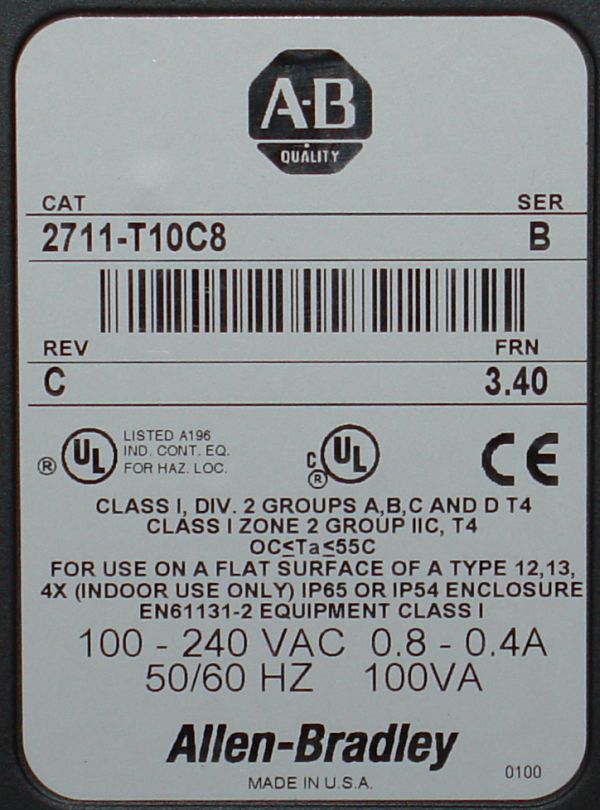 A-B
QUALITY
CAT SER
2711-T10C8 B
REV FRN
C 3.40
® UL LISTED A196
IND. CONT. EQ.
FOR HAZ. LOC.
C UL ®
CE
CLASS I, DIV. 2 GROUPS A,B,C AND D T4
CLASS I ZONE 2 GROUP IIC, T4
OC≤Ta≤55C
FOR USE ON A FLAT SURFACE OF A TYPE 12,13,
4X (INDOOR USE ONLY) IP65 OR IP54 ENCLOSURE
EN61131-2 EQUIPMENT CLASS I
100 - 240 VAC 0.8 - 0.4A
50/60 HZ 100VA
Allen-Bradley
MADE IN U.S.A. 0100